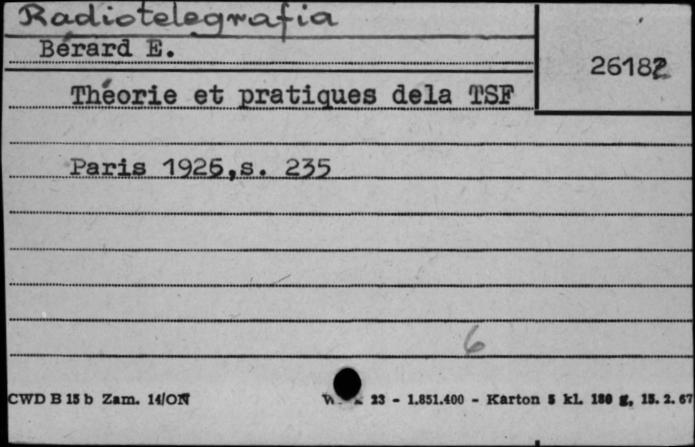 Radiotelegrafia
Bérard E.
26182
Théorie et pratiques dela TSF
Paris 1926,s. 235
6
CWD B 15 b Zam. 14/ON
23 - 1.851.400 - Karton 5 kl. 180 g, 15. 2. 67